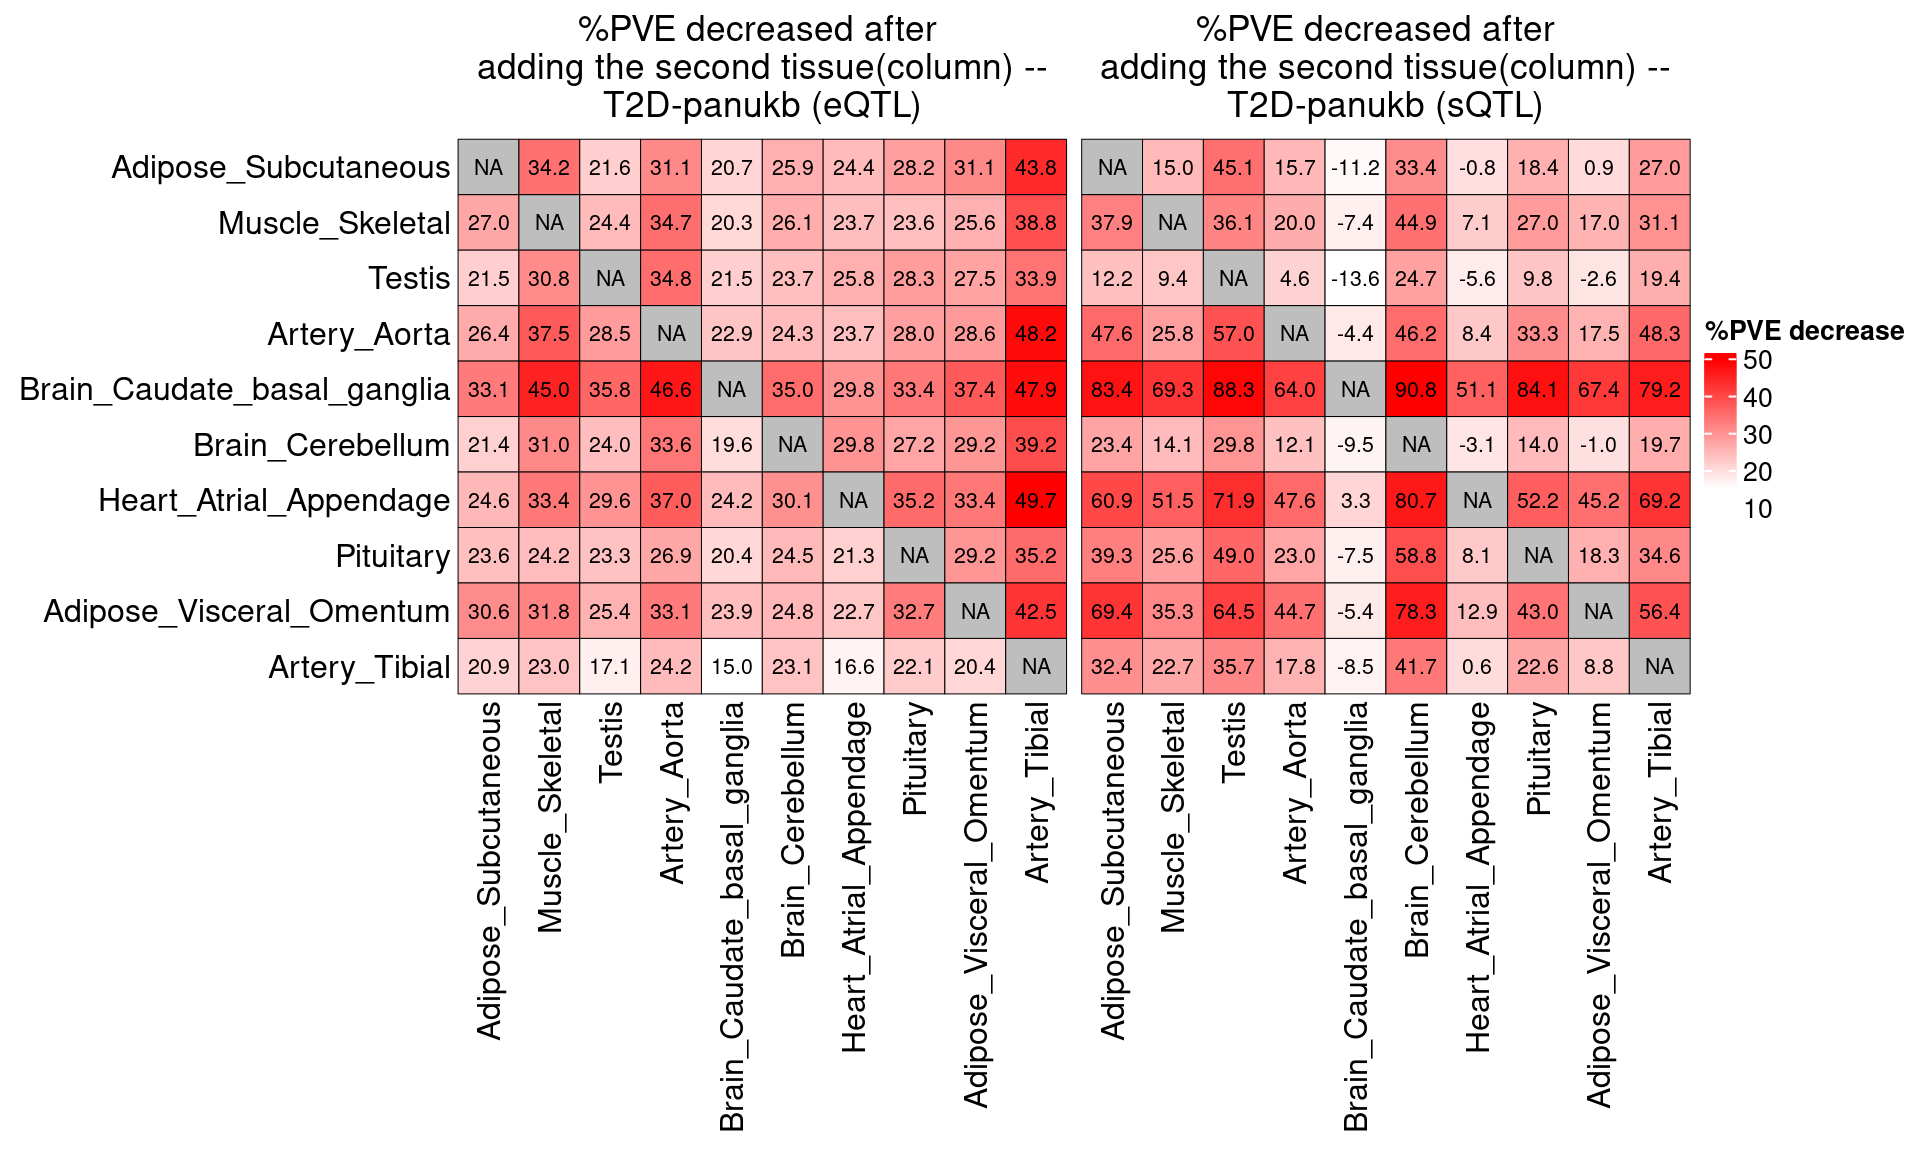 %PVE decreased after
adding the second tissue(column) --
T2D-panukb (eQTL)
%PVE decreased after
adding the second tissue(column) --
T2D-panukb (sQTL)
Adipose_Subcutaneous NA 34.2 21.6 31.1 20.7 25.9 24.4 28.2 31.1 43.8 NA 15.0 45.1 15.7 -11.2 33.4 -0.8 18.4 0.9 27.0
Muscle_Skeletal 27.0 NA 24.4 34.7 20.3 26.1 23.7 23.6 25.6 38.8 37.9 NA 36.1 20.0 -7.4 44.9 7.1 27.0 17.0 31.1
Testis 21.5 30.8 NA 34.8 21.5 23.7 25.8 28.3 27.5 33.9 12.2 9.4 NA 4.6 -13.6 24.7 -5.6 9.8 -2.6 19.4
Artery_Aorta 26.4 37.5 28.5 NA 22.9 24.3 23.7 28.0 28.6 48.2 47.6 25.8 57.0 NA -4.4 46.2 8.4 33.3 17.5 48.3
Brain_Caudate_basal_ganglia 33.1 45.0 35.8 46.6 NA 35.0 29.8 33.4 37.4 47.9 83.4 69.3 88.3 64.0 NA 90.8 51.1 84.1 67.4 79.2
Brain_Cerebellum 21.4 31.0 24.0 33.6 19.6 NA 29.8 27.2 29.2 39.2 23.4 14.1 29.8 12.1 -9.5 NA -3.1 14.0 -1.0 19.7
Heart_Atrial_Appendage 24.6 33.4 29.6 37.0 24.2 30.1 NA 35.2 33.4 49.7 60.9 51.5 71.9 47.6 3.3 80.7 NA 52.2 45.2 69.2
Pituitary 23.6 24.2 23.3 26.9 20.4 24.5 21.3 NA 29.2 35.2 39.3 25.6 49.0 23.0 -7.5 58.8 8.1 NA 18.3 34.6
Adipose_Visceral_Omentum 30.6 31.8 25.4 33.1 23.9 24.8 22.7 32.7 NA 42.5 69.4 35.3 64.5 44.7 -5.4 78.3 12.9 43.0 NA 56.4
Artery_Tibial 20.9 23.0 17.1 24.2 15.0 23.1 16.6 22.1 20.4 NA 32.4 22.7 35.7 17.8 -8.5 41.7 0.6 22.6 8.8 NA
Adipose_Subcutaneous
Muscle_Skeletal
Testis
Artery_Aorta
Brain_Caudate_basal_ganglia
Brain_Cerebellum
Heart_Atrial_Appendage
Pituitary
Adipose_Visceral_Omentum
Artery_Tibial
Adipose_Subcutaneous
Muscle_Skeletal
Testis
Artery_Aorta
Brain_Caudate_basal_ganglia
Brain_Cerebellum
Heart_Atrial_Appendage
Pituitary
Adipose_Visceral_Omentum
Artery_Tibial
%PVE decrease
50
40
30
20
10